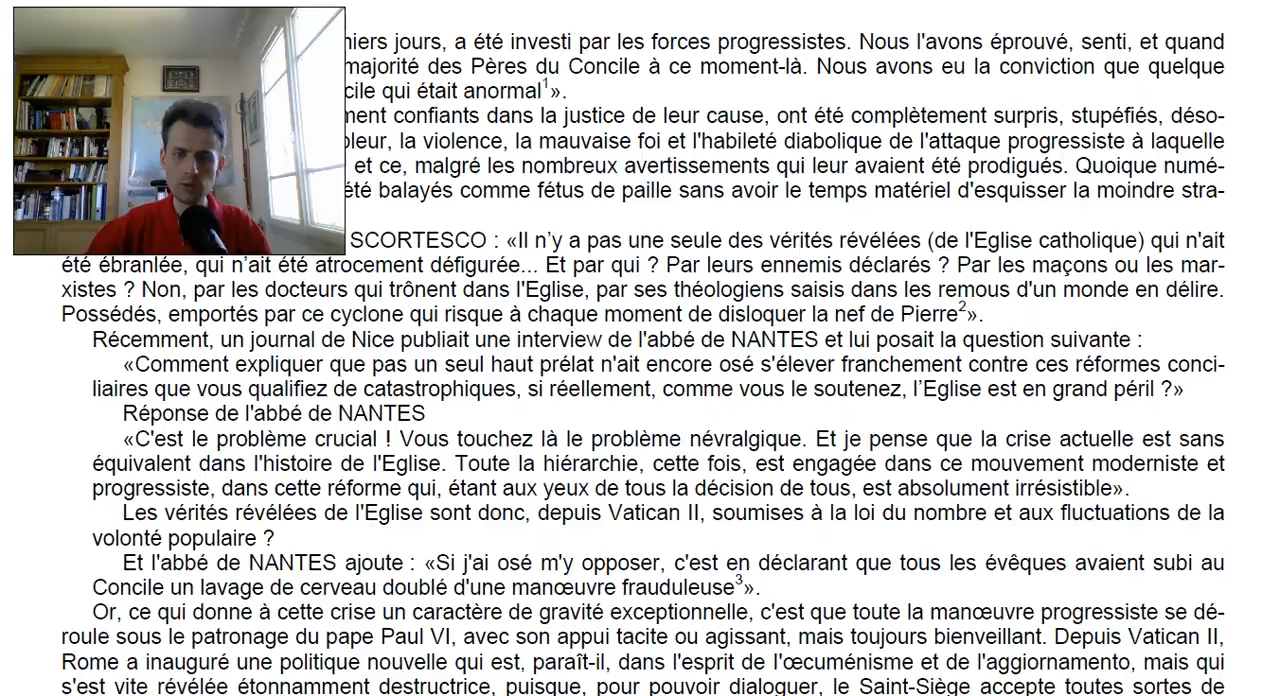 niers jours, a été investi par les forces progressistes. Nous l'avons éprouvé, senti, et quand
majorité des Pères du Concile à ce moment-là. Nous avons eu la conviction que quelque
cile qui était anormal1».
ment confiants dans la justice de leur cause, ont été complètement surpris, stupéfiés, déso-
pleur, la violence, la mauvaise foi et l'habileté diabolique de l'attaque progressiste à laquelle
et ce, malgré les nombreux avertissements qui leur avaient été prodigués. Quoique numé-
été balayés comme fétus de paille sans avoir le temps matériel d'esquisser la moindre stra-
SCORTESCO : «Il n'y a pas une seule des vérités révélées (de l'Eglise catholique) qui n'ait
été ébranlée, qui n'ait été atrocement défigurée... Et par qui ? Par leurs ennemis déclarés ? Par les maçons ou les mar-
xistes ? Non, par les docteurs qui trônent dans l'Eglise, par ses théologiens saisis dans les remous d'un monde en délire.
Possédés, emportés par ce cyclone qui risque à chaque moment de disloquer la nef de Pierre2».
Récemment, un journal de Nice publiait une interview de l'abbé de NANTES et lui posait la question suivante :
«Comment expliquer que pas un seul haut prélat n'ait encore osé s'élever franchement contre ces réformes conci-
liaires que vous qualifiez de catastrophiques, si réellement, comme vous le soutenez, l'Eglise est en grand péril ?»
Réponse de l'abbé de NANTES
«C'est le problème crucial ! Vous touchez là le problème névralgique. Et je pense que la crise actuelle est sans
équivalent dans l'histoire de l'Eglise. Toute la hiérarchie, cette fois, est engagée dans ce mouvement moderniste et
progressiste, dans cette réforme qui, étant aux yeux de tous la décision de tous, est absolument irrésistible».
Les vérités révélées de l'Eglise sont donc, depuis Vatican II, soumises à la loi du nombre et aux fluctuations de la
volonté populaire ?
Et l'abbé de NANTES ajoute : «Si j'ai osé m'y opposer, c'est en déclarant que tous les évêques avaient subi au
Concile un lavage de cerveau doublé d'une manœuvre frauduleuse3».
Or, ce qui donne à cette crise un caractère de gravité exceptionnelle, c'est que toute la manœuvre progressiste se dé-
roule sous le patronage du pape Paul VI, avec son appui tacite ou agissant, mais toujours bienveillant. Depuis Vatican II,
Rome a inauguré une politique nouvelle qui est, paraît-il, dans l'esprit de l'œcuménisme et de l'aggiornamento, mais qui
s'est vite révélée étonnamment destructrice, puisque, pour pouvoir dialoguer, le Saint-Siège accepte toutes sortes de